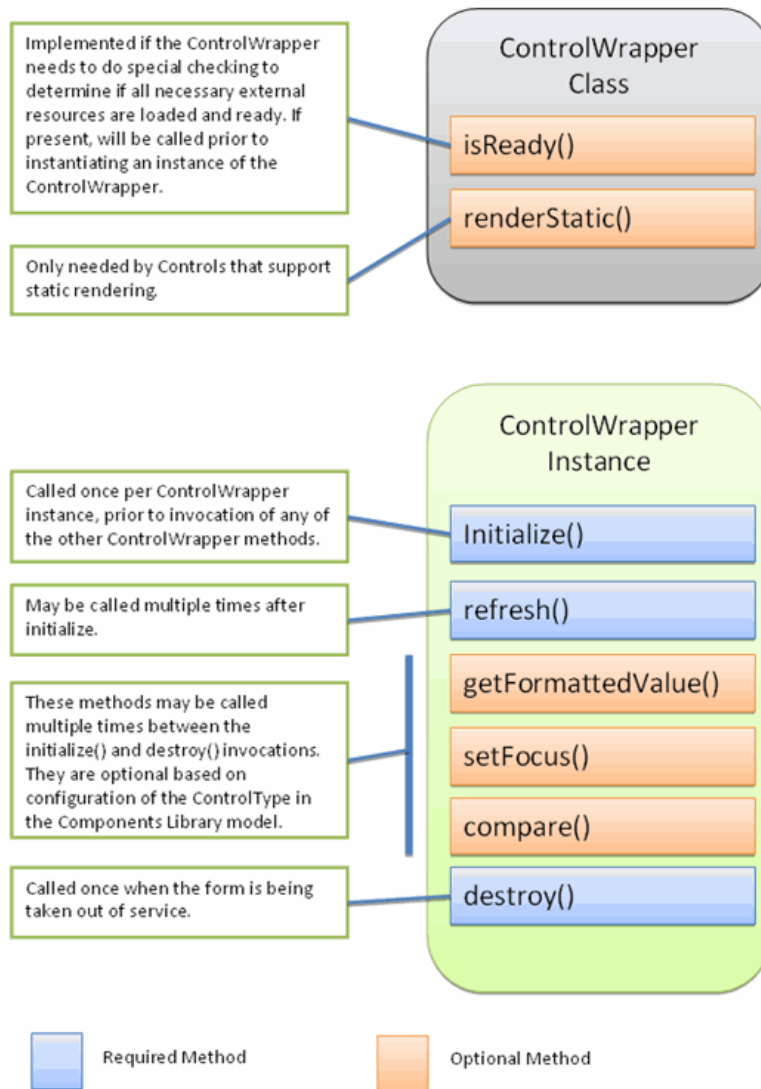 Implemented if the ControlWrapper
needs to do special checking to
determine if all necessary external
resources are loaded and ready. If
present, will be called prior to
instantiating an instance of the
ControlWrapper.
ControlWrapper
Class
isReady()
renderStatic()
Only needed by Controls that support
static rendering.
ControlWrapper
Instance
Called once per ControlWrapper
instance, prior to invocation of any of
the other ControlWrapper methods.
Initialize()
May be called multiple times after
initialize.
refresh()
These methods may be called
multiple times between the
initialize() and destroy() invocations.
They are optional based on
configuration of the ControlType in
the Components Library model.
getFormattedValue()
setFocus()
compare()
Called once when the form is being
taken out of service.
destroy()
Required Method
Optional Method